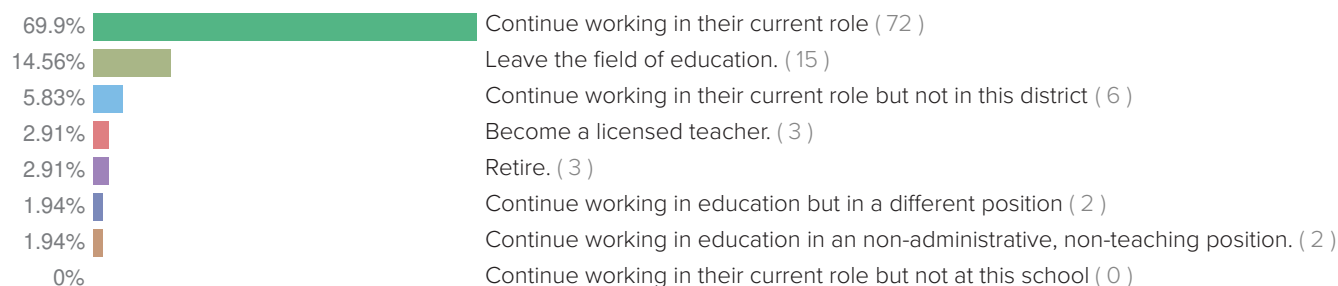 69.9% Continue working in their current role ( 72 )
14.56% Leave the field of education. ( 15 )
5.83% Continue working in their current role but not in this district ( 6 )
2.91% Become a licensed teacher. ( 3 )
2.91% Retire. ( 3 )
1.94% Continue working in education but in a different position ( 2 )
1.94% Continue working in education in an non-administrative, non-teaching position. ( 2 )
0% Continue working in their current role but not at this school ( 0 )